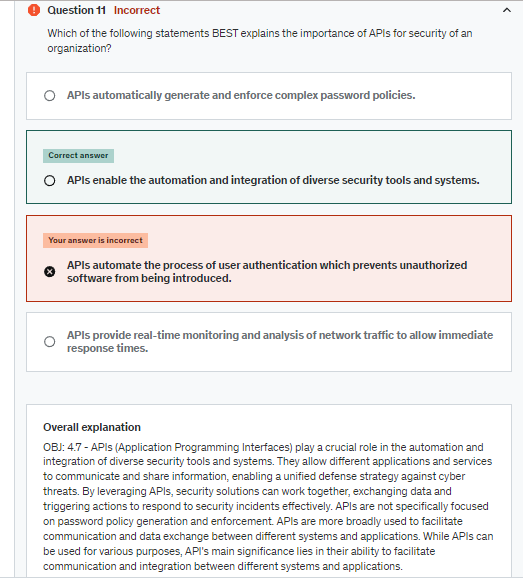 Question 11 Incorrect
Which of the following statements BEST explains the importance of APIs for security of an
organization?
APIs automatically generate and enforce complex password policies.
Correct answer
APIs enable the automation and integration of diverse security tools and systems.
Your answer is incorrect
APIs automate the process of user authentication which prevents unauthorized
software from being introduced.
APIs provide real-time monitoring and analysis of network traffic to allow immediate
response times.
Overall explanation
OBJ: 4.7 - APIs (Application Programming Interfaces) play a crucial role in the automation and
integration of diverse security tools and systems. They allow different applications and services
to communicate and share information, enabling a unified defense strategy against cyber
threats. By leveraging APIs, security solutions can work together, exchanging data and
triggering actions to respond to security incidents effectively. APIs are not specifically focused
on password policy generation and enforcement. APIs are more broadly used to facilitate
communication and data exchange between different systems and applications. While APIs can
be used for various purposes, API's main significance lies in their ability to facilitate
communication and integration between different systems and applications.